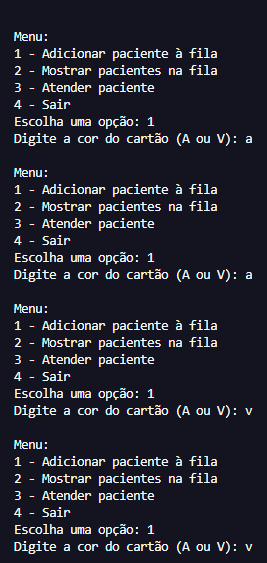 Menu:
1 - Adicionar paciente à fila
2 - Mostrar pacientes na fila
3 - Atender paciente
4 - Sair
Escolha uma opção: 1
Digite a cor do cartão (A ou V): a
Menu:
1 - Adicionar paciente à fila
2 - Mostrar pacientes na fila
3 - Atender paciente
4 - Sair
Escolha uma opção: 1
Digite a cor do cartão (A ou V): a
Menu:
1 - Adicionar paciente à fila
2 - Mostrar pacientes na fila
3 - Atender paciente
4 - Sair
Escolha uma opção: 1
Digite a cor do cartão (A ou V): v
Menu:
1 - Adicionar paciente à fila
2 - Mostrar pacientes na fila
3 - Atender paciente
4 - Sair
Escolha uma opção: 1
Digite a cor do cartão (A ou V): v